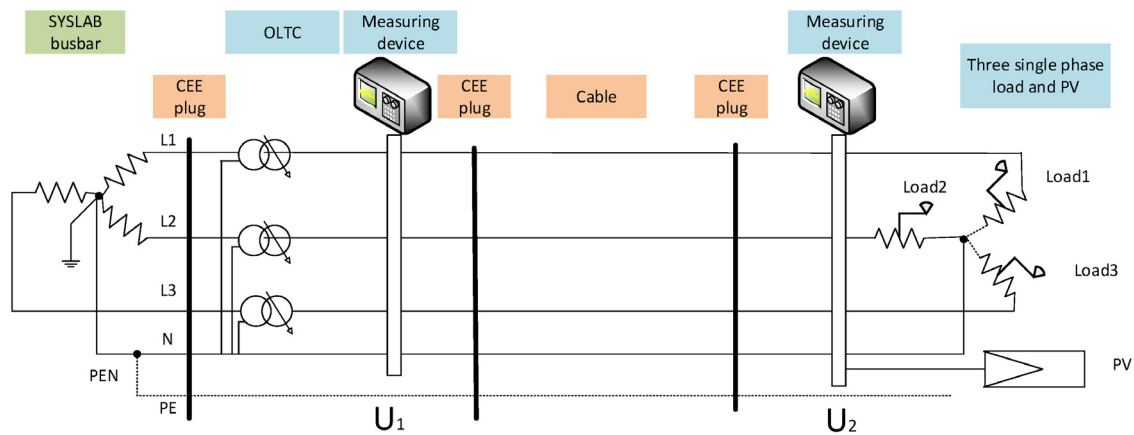 SYSLAB
busbar
OLTC
Measuring
device
Measuring
device
Three single phase
load and PV
CEE
plug
CEE
plug
Cable
CEE
plug
L1
L2
L3
N
PEN
PE
Load1
Load2
Load3
PV
U1
U2